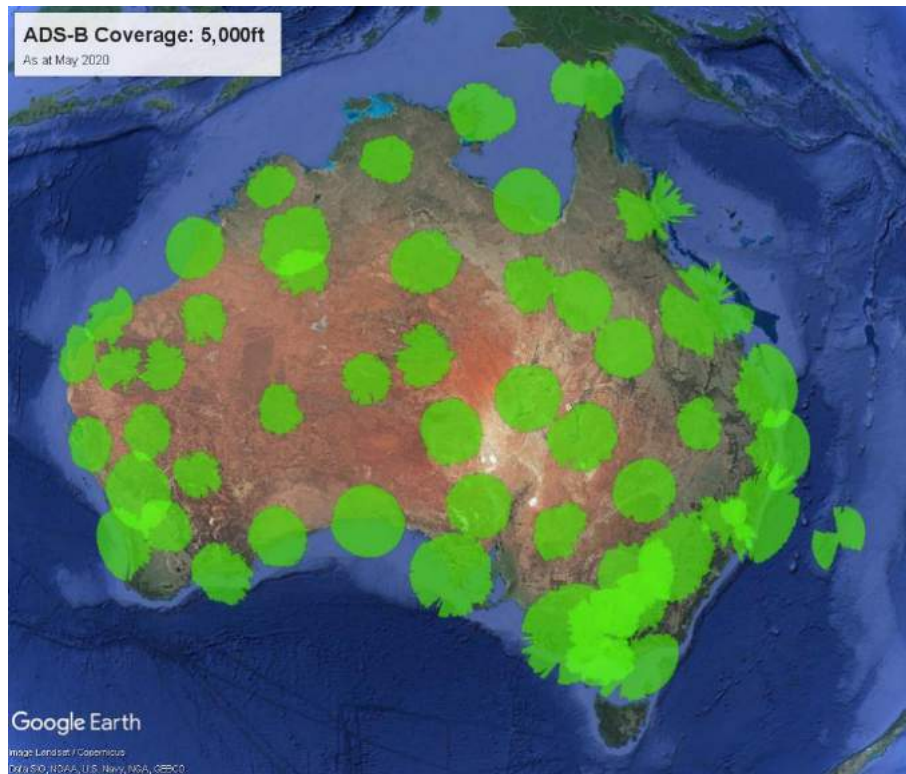 ADS-B Coverage: 5,000ft
As at May 2020
Google Earth
Image Landsat / Copernicus
Data SIO, NOAA, U.S. Navy, NGA, GEBCO